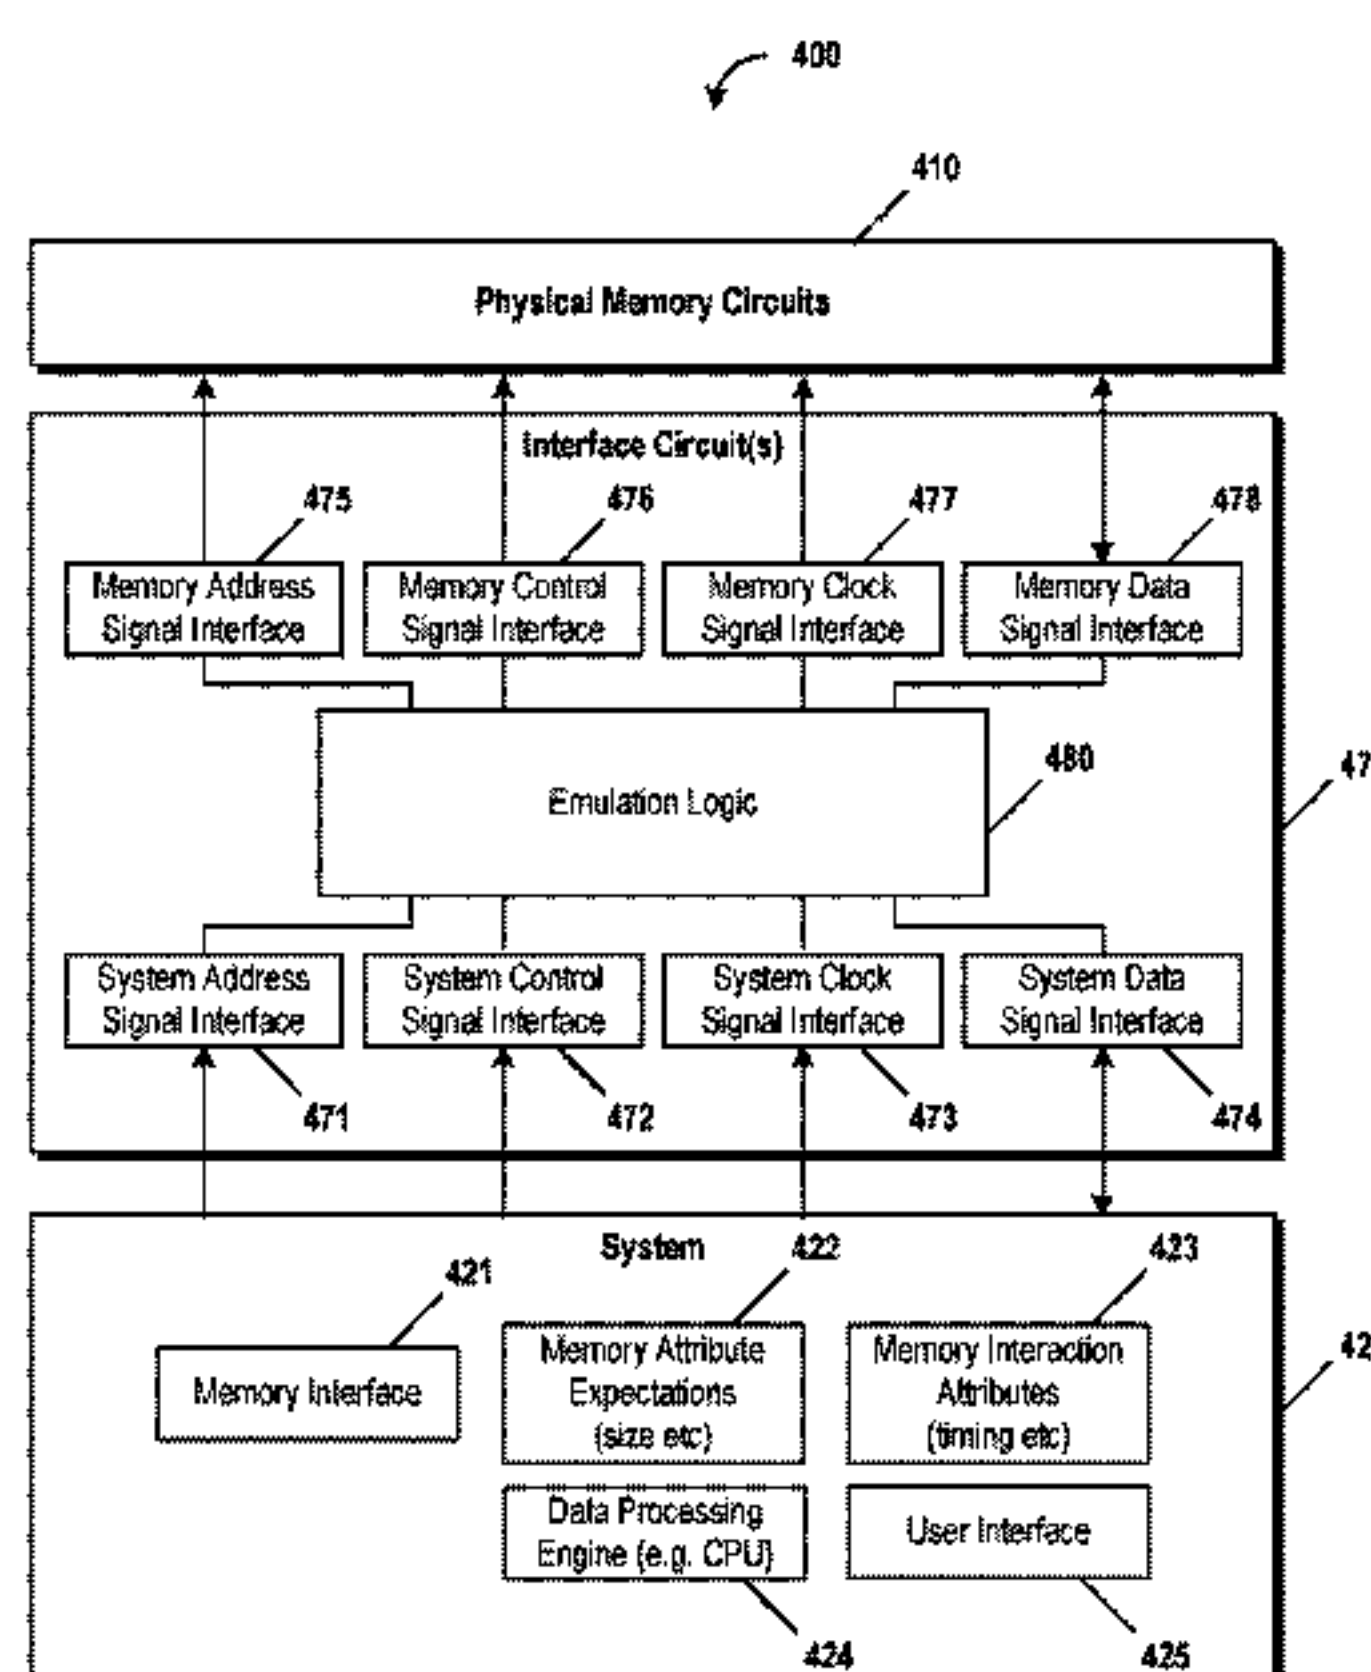 400
410
Physical Memory Circuits
Interface Circuit(s)
475
476
477
478
Memory Address
Signal Interface
Memory Control
Signal Interface
Memory Clock
Signal Interface
Memory Data
Signal Interface
480
Emulation Logic
47
System Address
Signal Interface
System Control
Signal Interface
System Clock
Signal Interface
System Data
Signal Interface
471
472
473
474
System
421
422
423
42
Memory Interface
Memory Attribute
Expectations
(size etc)
Memory Interaction
Attributes
(timing etc)
Data Processing
Engine (e.g. CPU)
User Interface
424
425